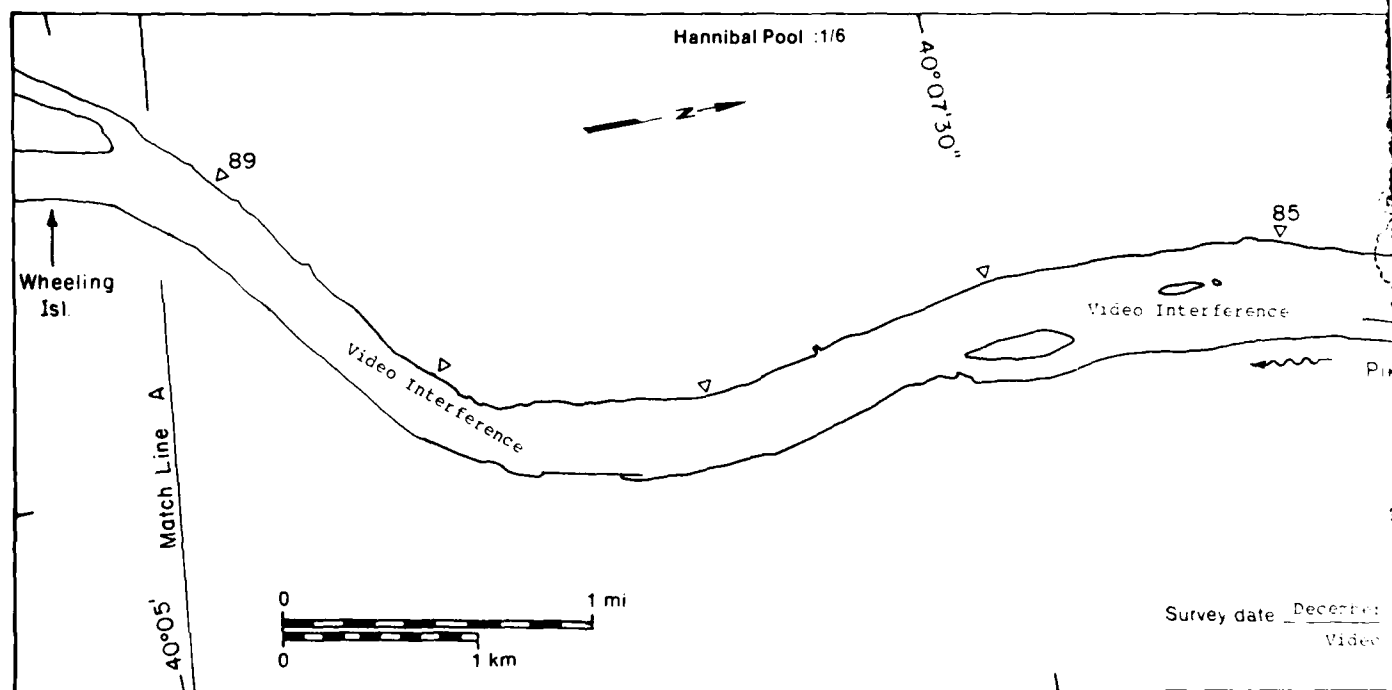 Hannibal Pool :1/6
40°07'30"
N
89
85
Wheeling
Isl.
Video Interference
Video Interference
Match Line A
40°05'
0 1 mi
0 1 km
Survey date
Video